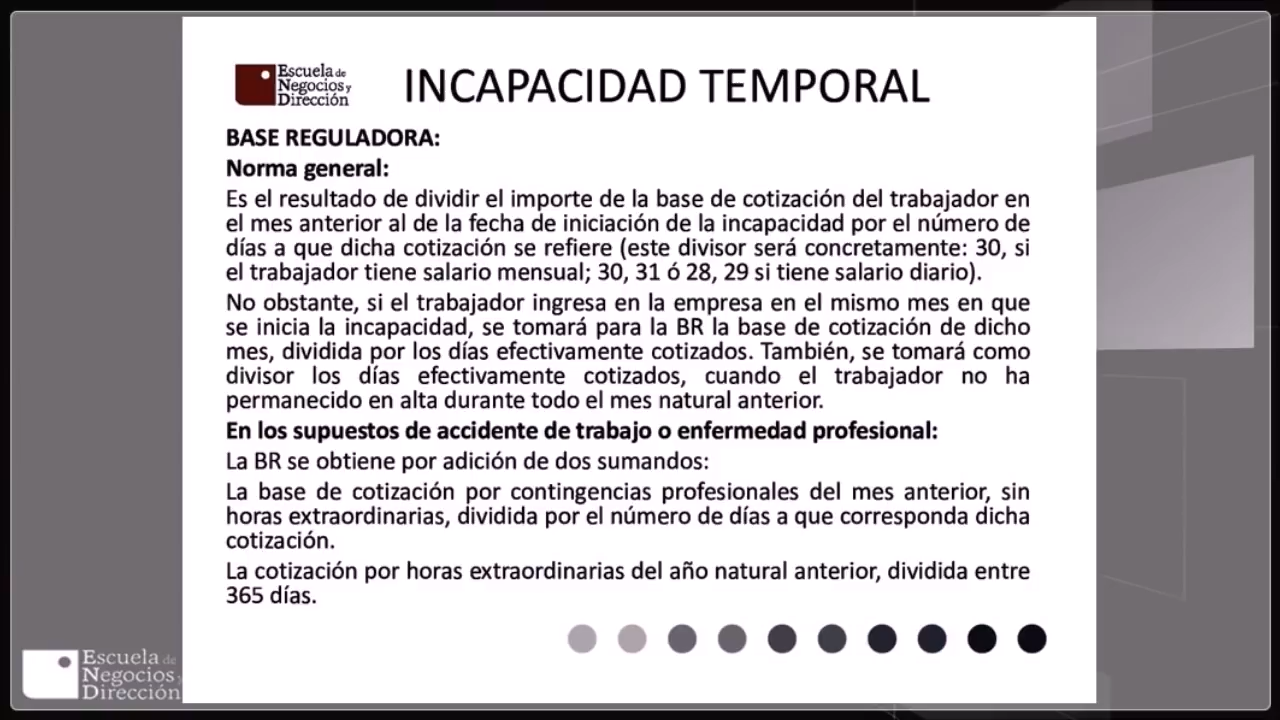 Escuela de
Negocios y
Dirección
INCAPACIDAD TEMPORAL
BASE REGULADORA:
Norma general:
Es el resultado de dividir el importe de la base de cotización del trabajador en
el mes anterior al de la fecha de iniciación de la incapacidad por el número de
días a que dicha cotización se refiere (este divisor será concretamente: 30, si
el trabajador tiene salario mensual; 30, 31 ó 28, 29 si tiene salario diario).
No obstante, si el trabajador ingresa en la empresa en el mismo mes en que
se inicia la incapacidad, se tomará para la BR la base de cotización de dicho
mes, dividida por los días efectivamente cotizados. También, se tomará como
divisor los días efectivamente cotizados, cuando el trabajador no ha
permanecido en alta durante todo el mes natural anterior.
En los supuestos de accidente de trabajo o enfermedad profesional:
La BR se obtiene por adición de dos sumandos:
La base de cotización por contingencias profesionales del mes anterior, sin
horas extraordinarias, dividida por el número de días a que corresponda dicha
cotización.
La cotización por horas extraordinarias del año natural anterior, dividida entre
365 días.
Escuela de
Negocios y
Dirección